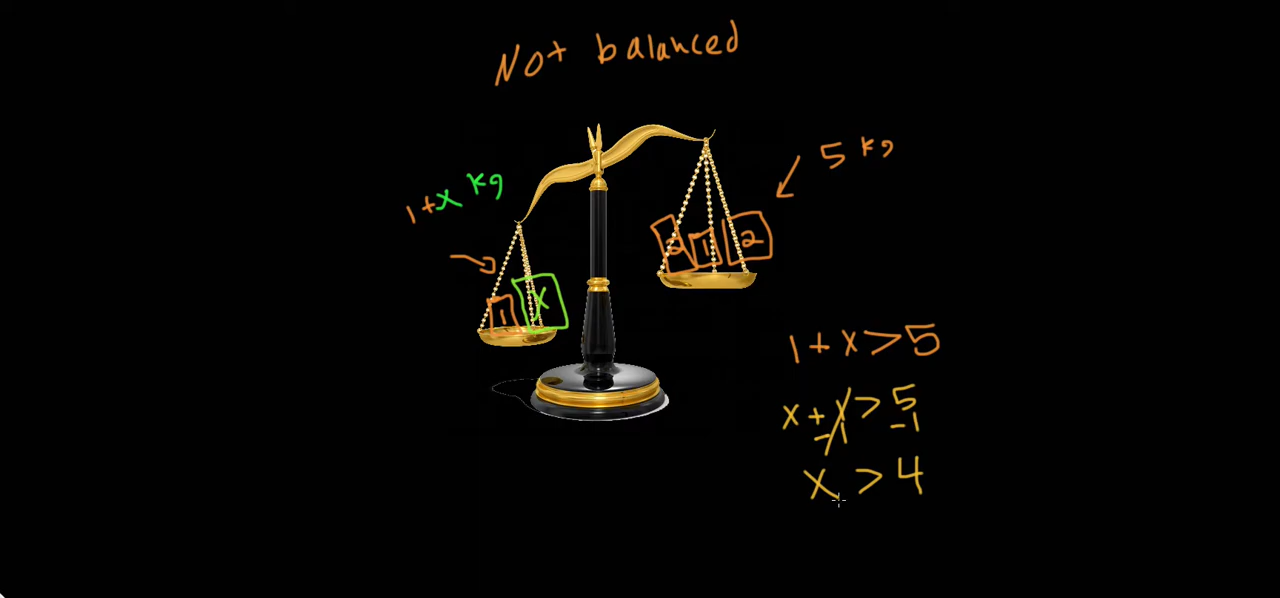 Not balanced
5 kg
1+x kg
2 1 2
1 x
1 + x > 5
x + 1 > 5
-1 -1
x > 4